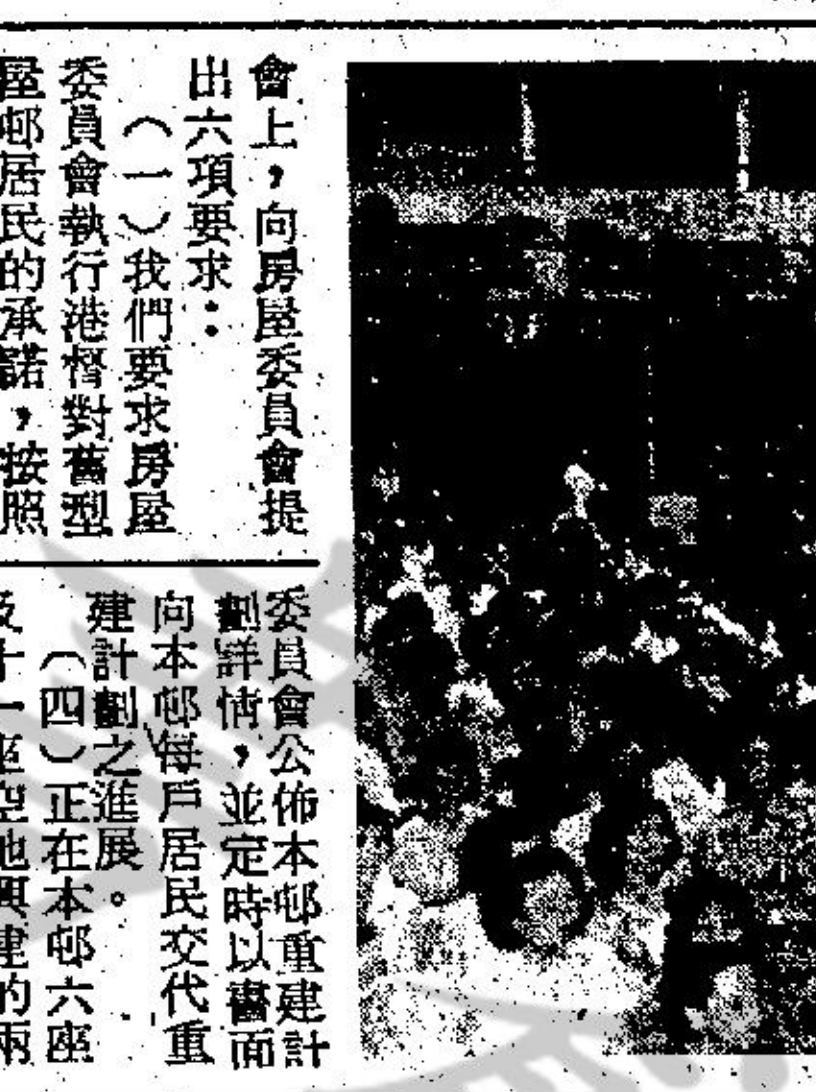 會上，向房屋委員會提
出六項要求：
（一）我們要求房屋
委員會執行港督對舊型
屋邨居民的承諾，按照
委員會公佈本邨重建計
劃詳情，並定時以書面
向本邨每戶居民交代重
建計劃之進展。
（四）正在本邨六座
及十一座空地興建的兩